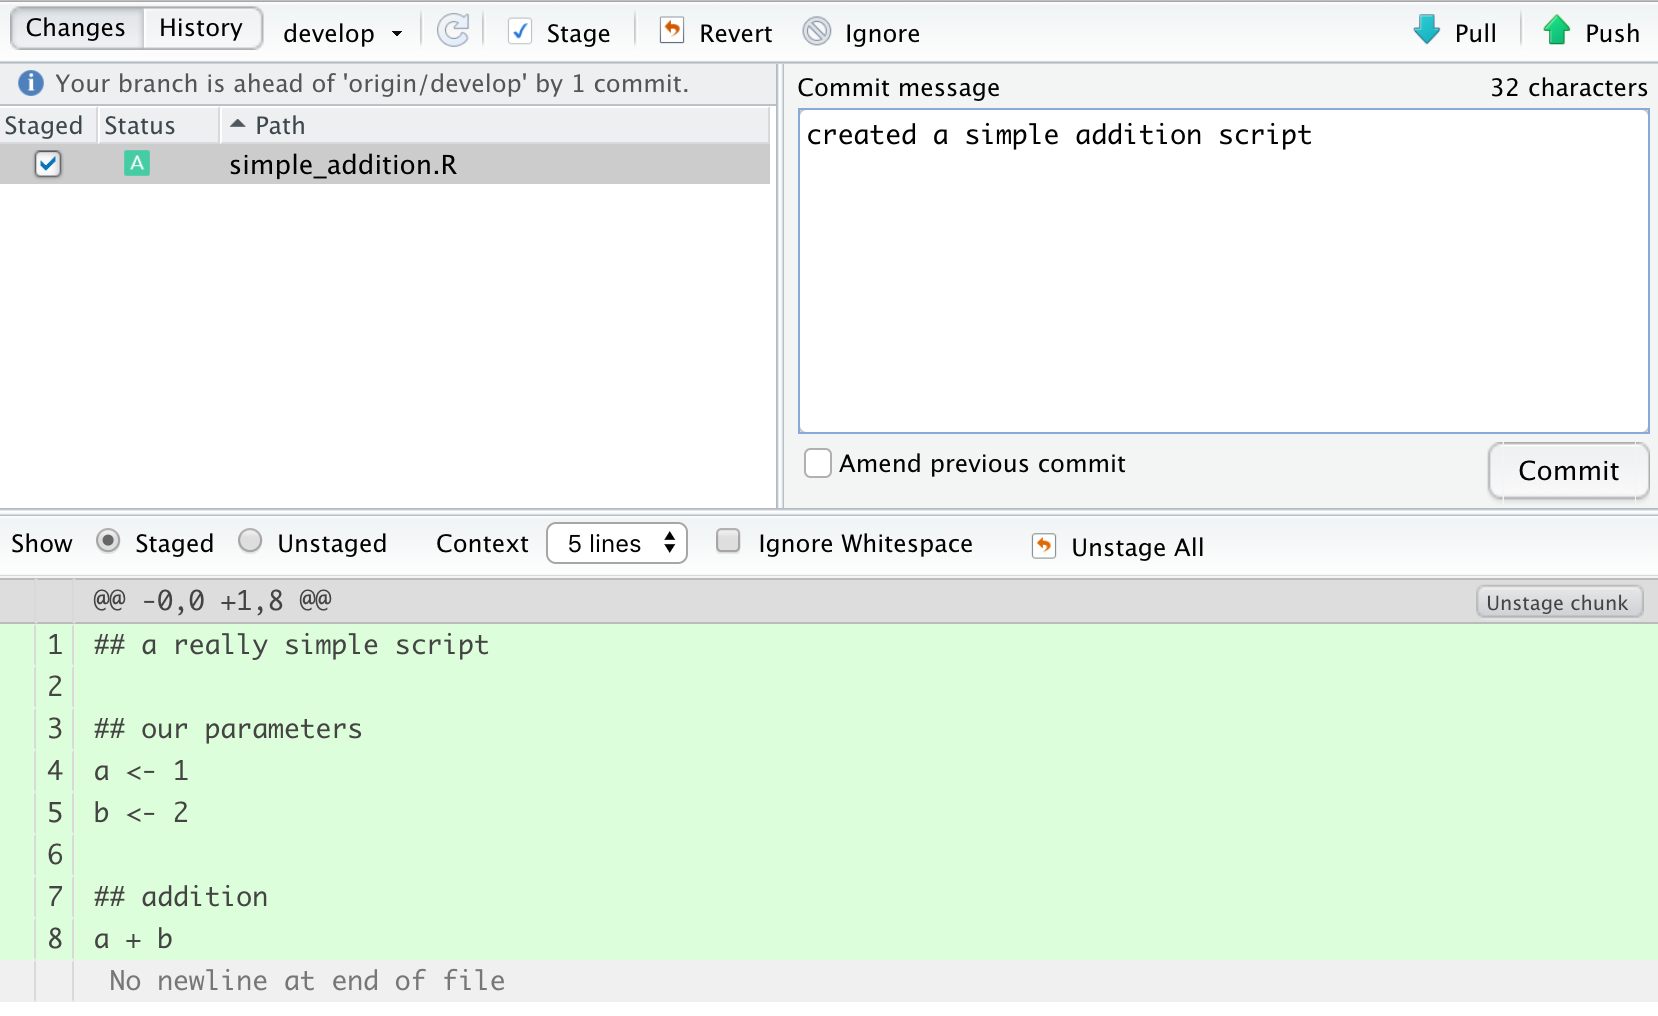 Changes History develop Stage Revert Ignore Pull Push
Your branch is ahead of 'origin/develop' by 1 commit.
Staged Status Path
A simple_addition.R
Commit message 32 characters
created a simple addition script
Amend previous commit Commit
Show Staged Unstaged Context 5 lines Ignore Whitespace Unstage All
@@ -0,0 +1,8 @@ Unstage chunk
1 ## a really simple script
2
3 ## our parameters
4 a <- 1
5 b <- 2
6
7 ## addition
8 a + b
No newline at end of file